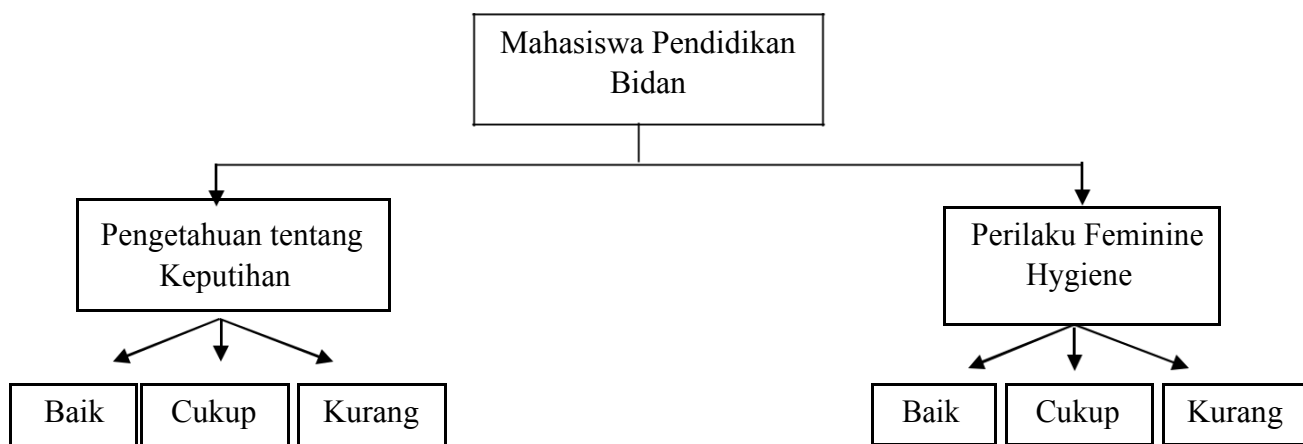 Mahasiswa Pendidikan
Bidan
Pengetahuan tentang
Keputihan
Perilaku Feminine
Hygiene
Baik
Cukup
Kurang
Baik
Cukup
Kurang